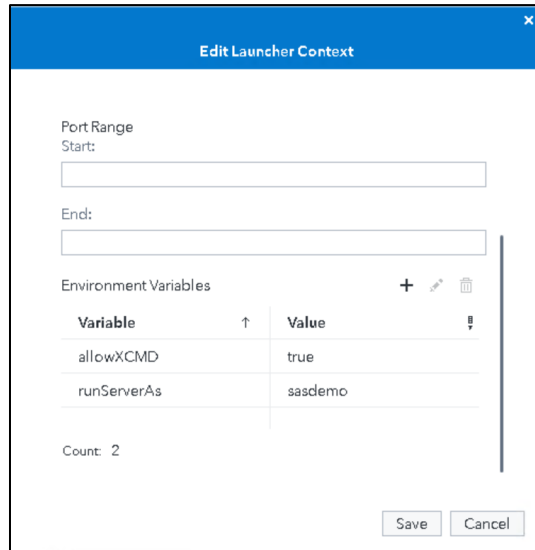 Edit Launcher Context
Port Range
Start:
End:
Environment Variables
Variable Value
allowXCMD true
runServerAs sasdemo
Count: 2
Save Cancel